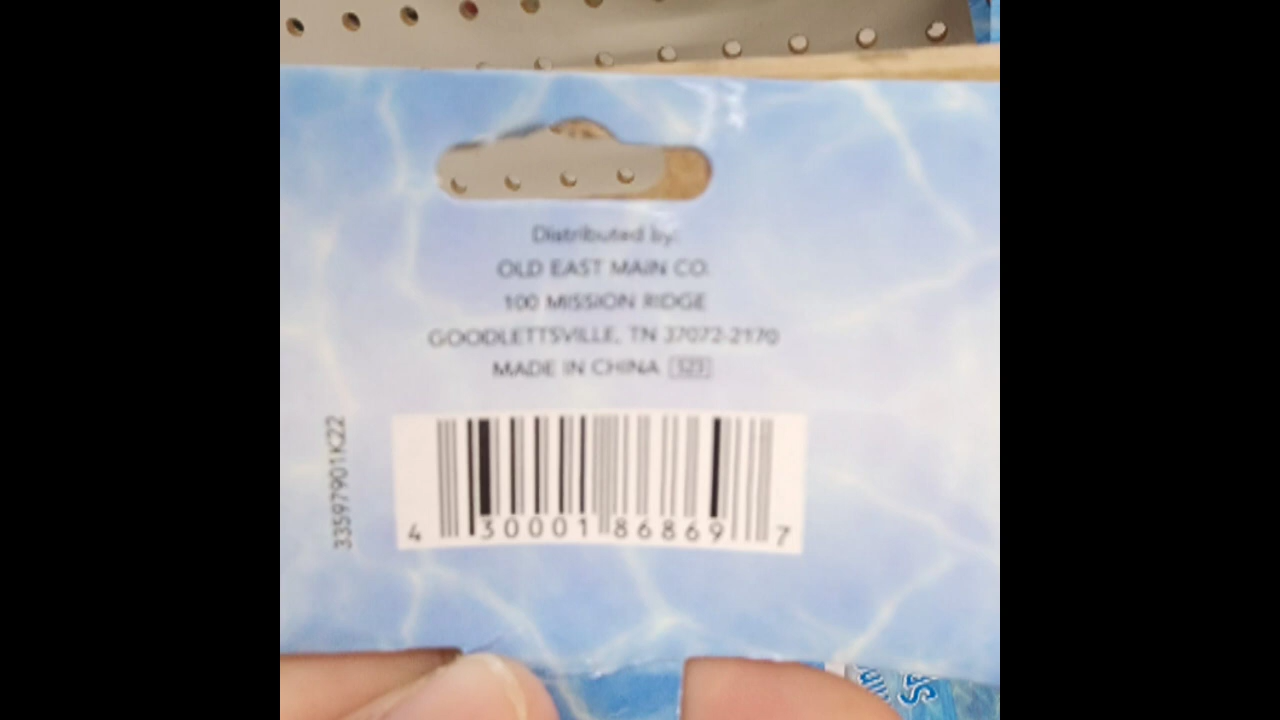 Distributed by:
OLD EAST MAIN CO.
100 MISSION RIDGE
GOODLETTSVILLE, TN 37072-2170
MADE IN CHINA S23
33597901K22
4 30001 86869 7